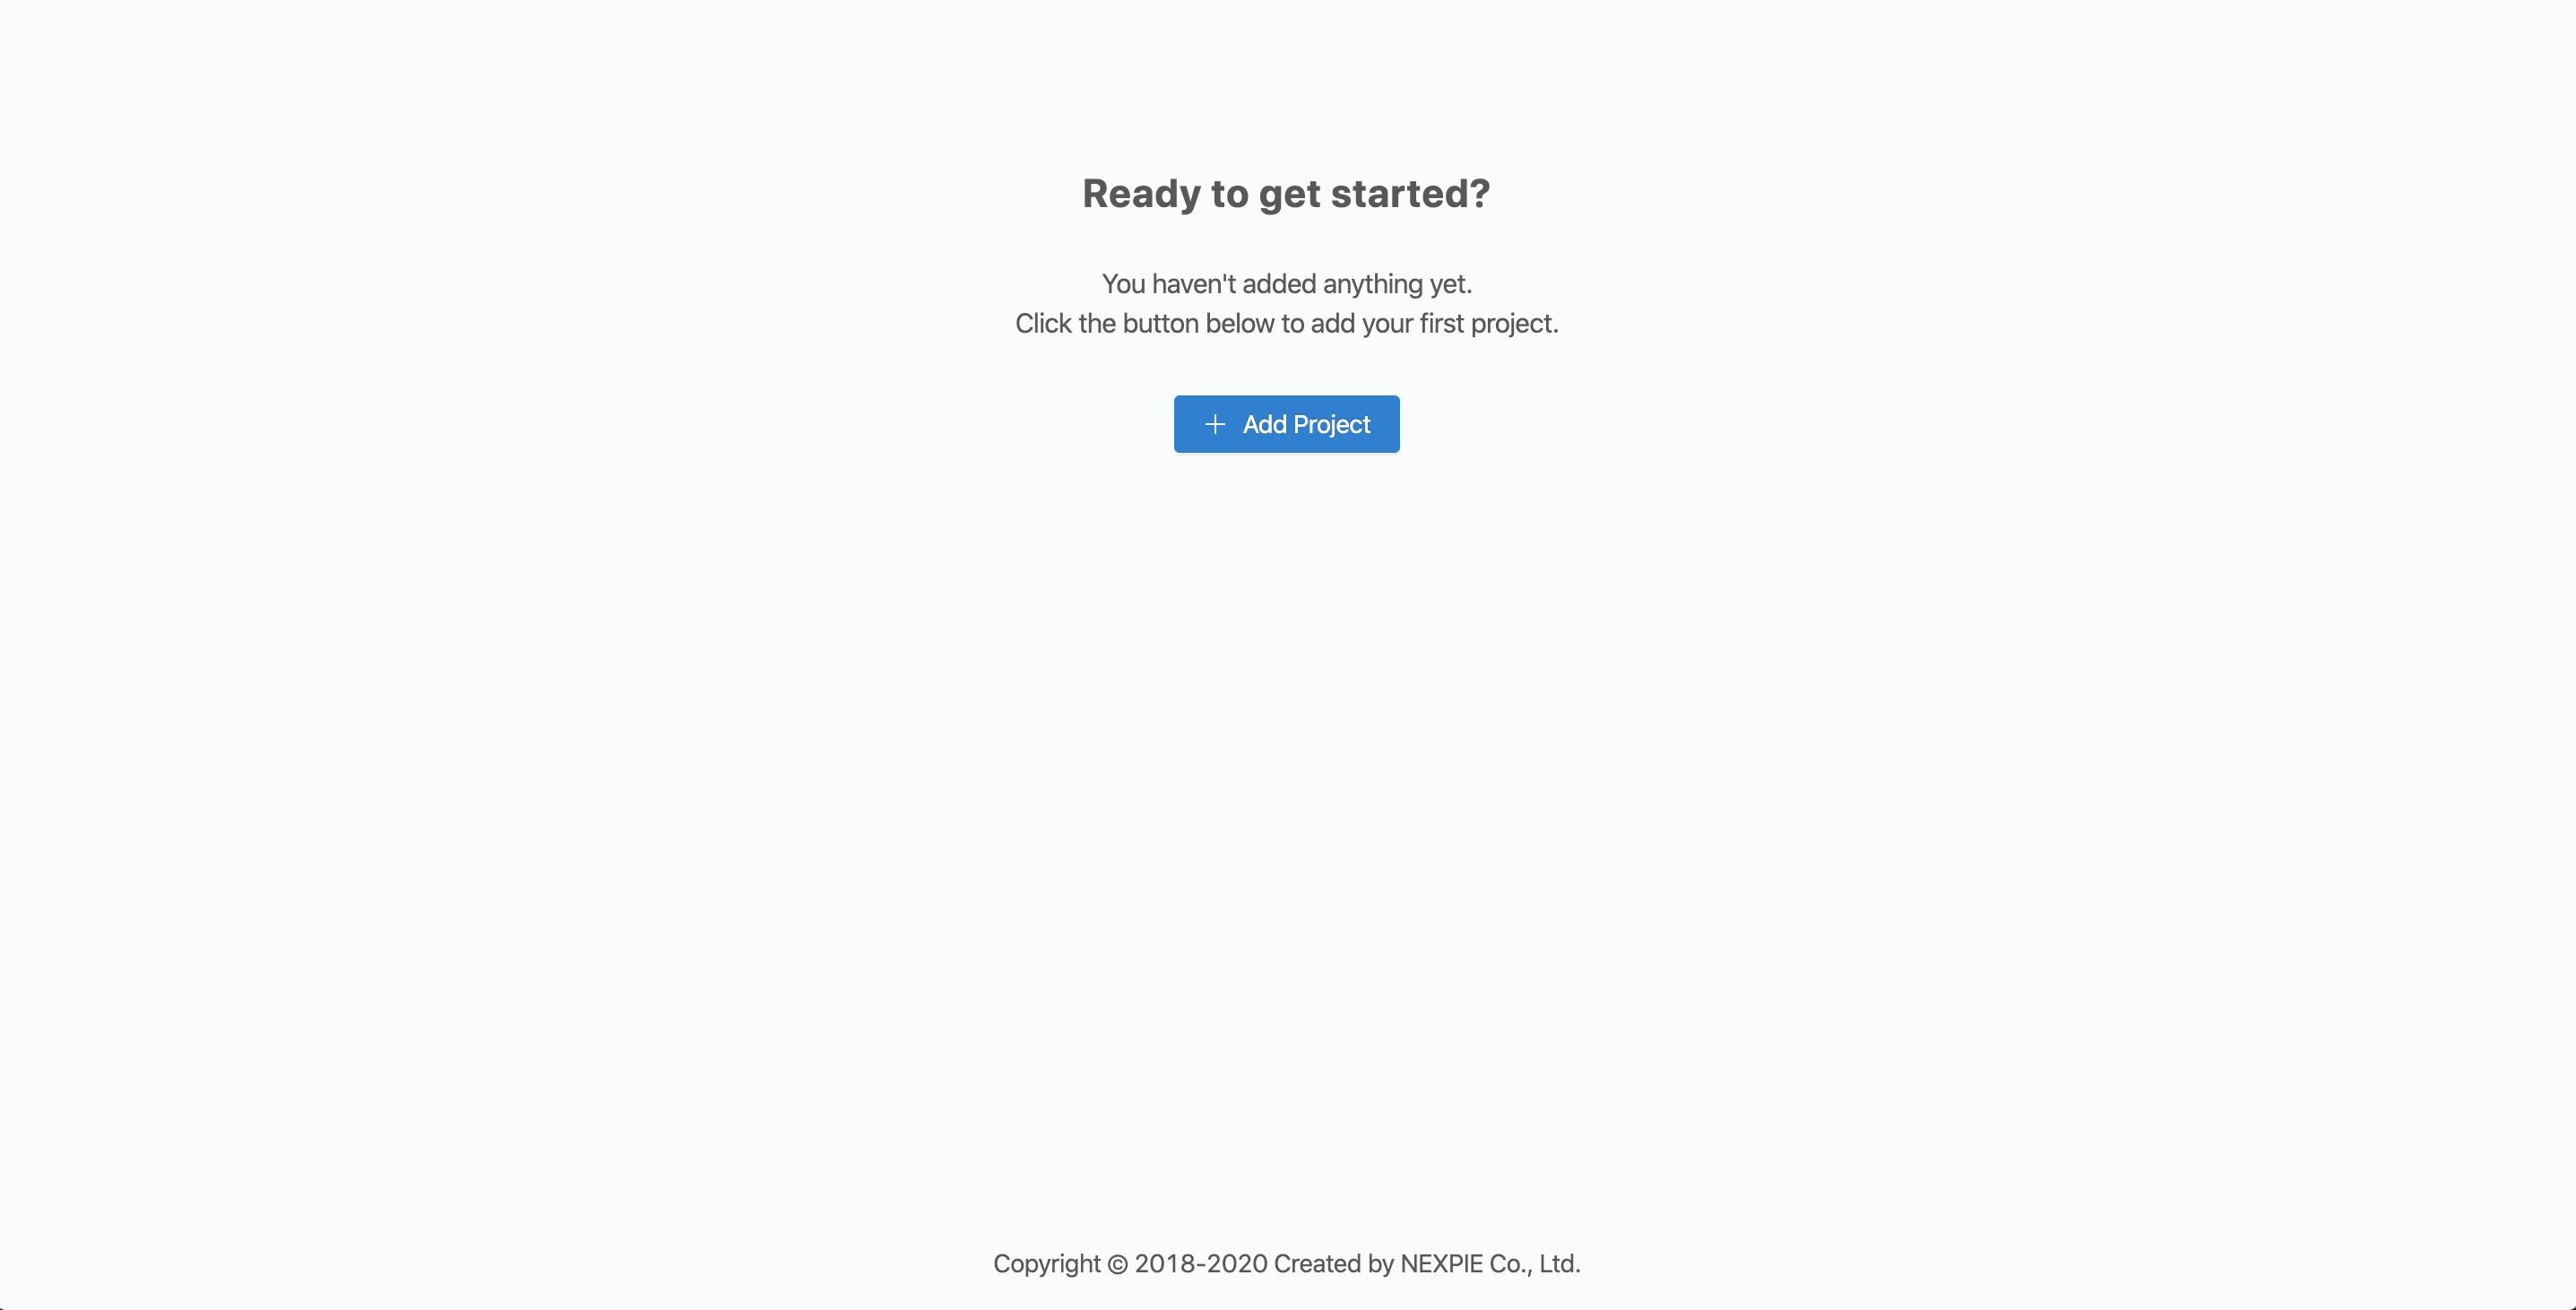 Ready to get started?
You haven't added anything yet.
Click the button below to add your first project.
+ Add Project
Copyright © 2018-2020 Created by NEXPIE Co., Ltd.